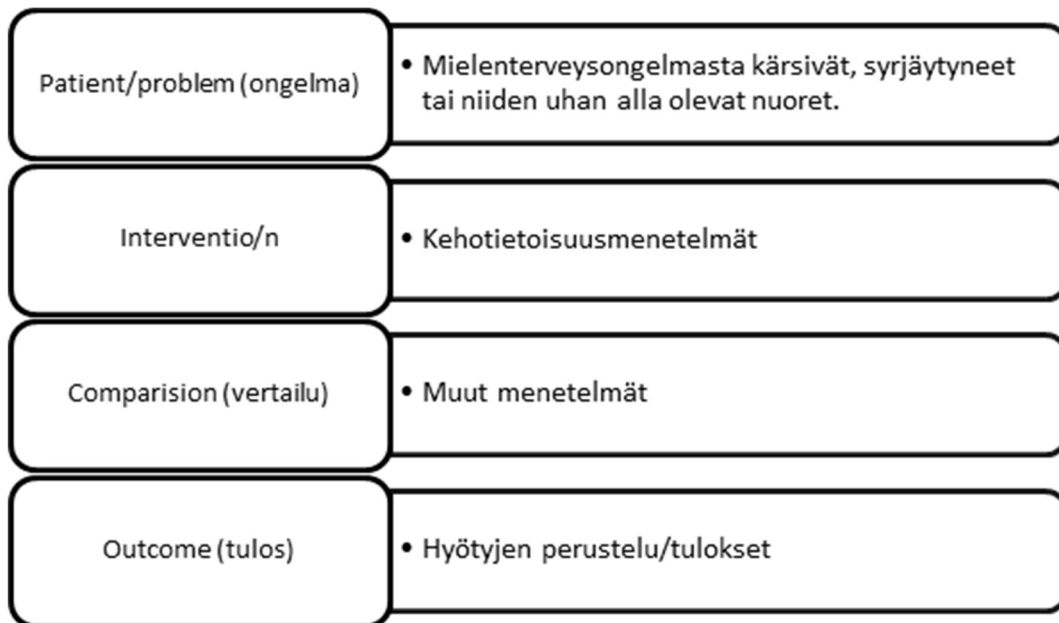 Patient/problem (ongelma)
• Mielenterveysongelmasta kärsivät, syrjäytyneet
tai niiden uhan alla olevat nuoret.
Interventio/n
• Kehotietoisuusmenetelmät
Comparision (vertailu)
• Muut menetelmät
Outcome (tulos)
• Hyötyjen perustelu/tulokset